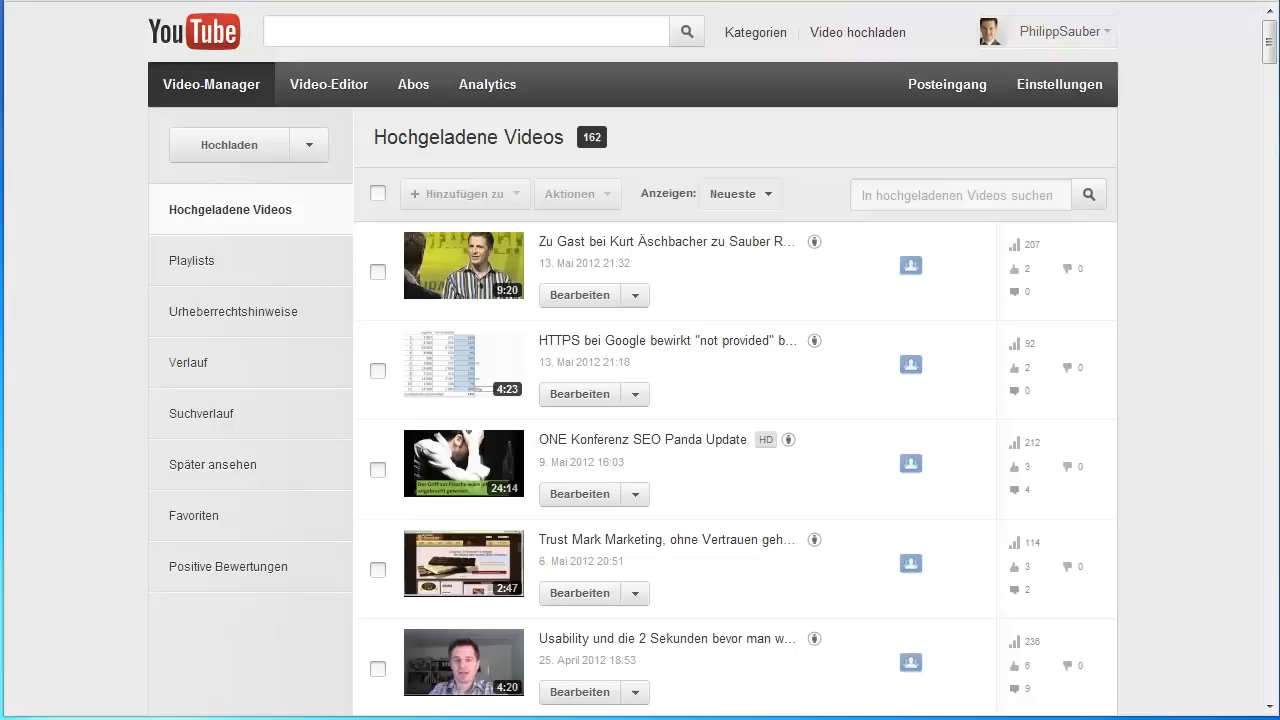 YouTube
Kategorien
Video hochladen
PhilippSauber
Video-Manager
Video-Editor
Abos
Analytics
Posteingang
Einstellungen
Hochladen
Hochgeladene Videos 162
+ Hinzufügen zu
Aktionen
Anzeigen:
Neueste
In hochgeladenen Videos suchen
Hochgeladene Videos
Playlists
Urheberrechtshinweise
Verlauf
Suchverlauf
Später ansehen
Favoriten
Positive Bewertungen
9:20
Zu Gast bei Kurt Äschbacher zu Sauber R...
13. Mai 2012 21:32
Bearbeiten
207
2 0
0
4:23
HTTPS bei Google bewirkt "not provided" b...
13. Mai 2012 21:18
Bearbeiten
92
2 0
0
24:14
ONE Konferenz SEO Panda Update HD
9. Mai 2012 16:03
Bearbeiten
212
3 0
4
2:47
Trust Mark Marketing, ohne Vertrauen geh...
6. Mai 2012 20:51
Bearbeiten
114
3 0
2
4:20
Usability und die 2 Sekunden bevor man w...
25. April 2012 18:53
Bearbeiten
236
6 0
9